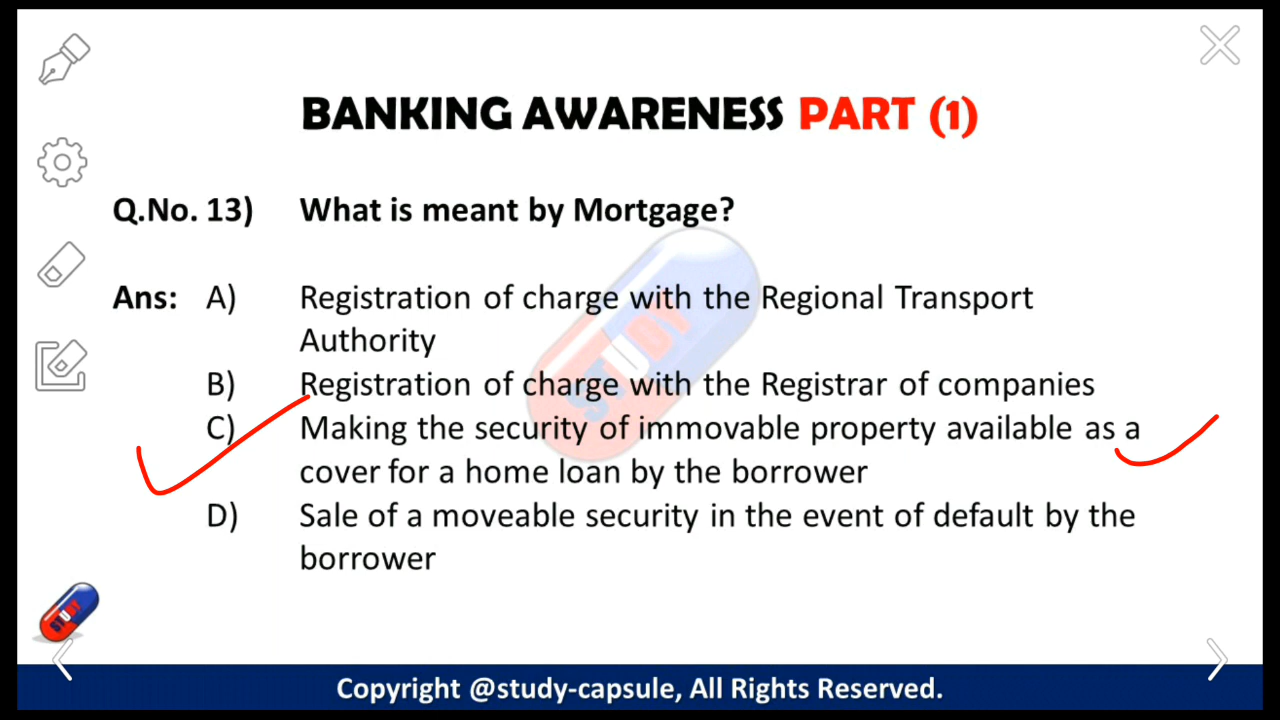 BANKING AWARENESS PART (1)
Q.No. 13) What is meant by Mortgage?
Ans: A) Registration of charge with the Regional Transport
Authority
B) Registration of charge with the Registrar of companies
C) Making the security of immovable property available as a
cover for a home loan by the borrower
D) Sale of a moveable security in the event of default by the
borrower
STUDY
STUDY
Copyright @study-capsule, All Rights Reserved.